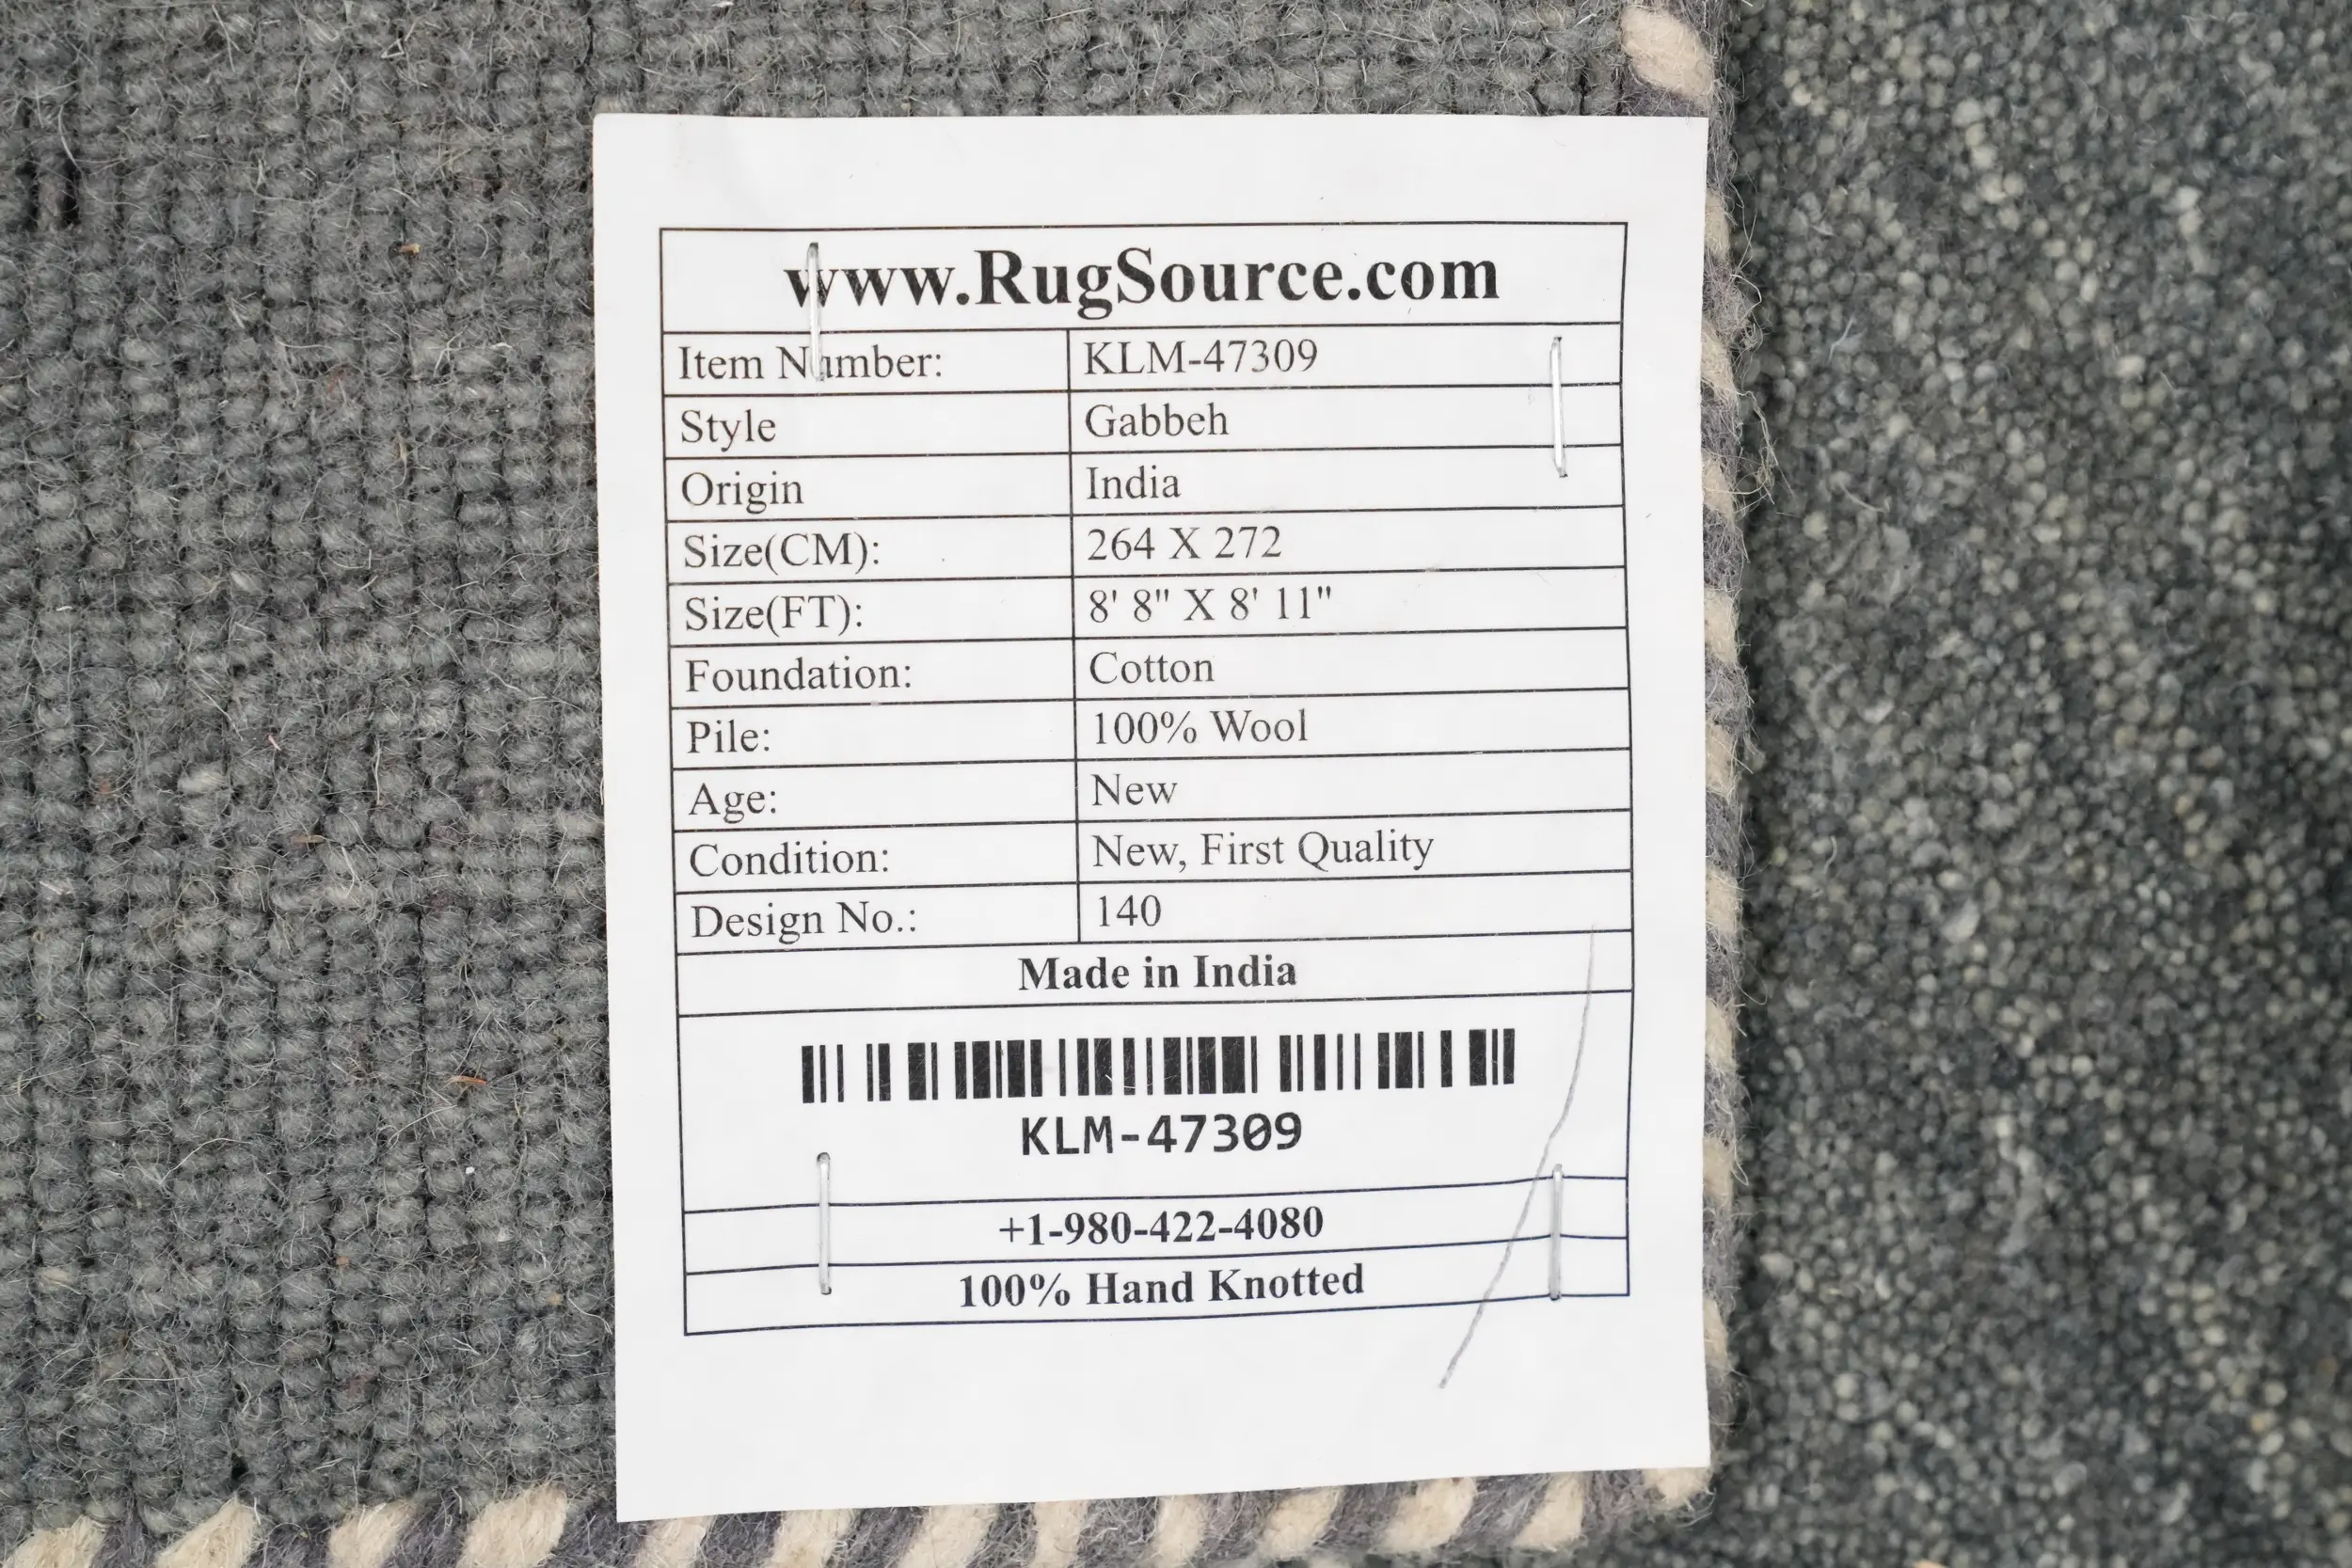 www.RugSource.com
Item Number: KLM-47309
Style Gabbeh
Origin India
Size(CM): 264 X 272
Size(FT): 8' 8" X 8' 11"
Foundation: Cotton
Pile: 100% Wool
Age: New
Condition: New, First Quality
Design No.: 140
Made in India
KLM-47309
+1-980-422-4080
100% Hand Knotted